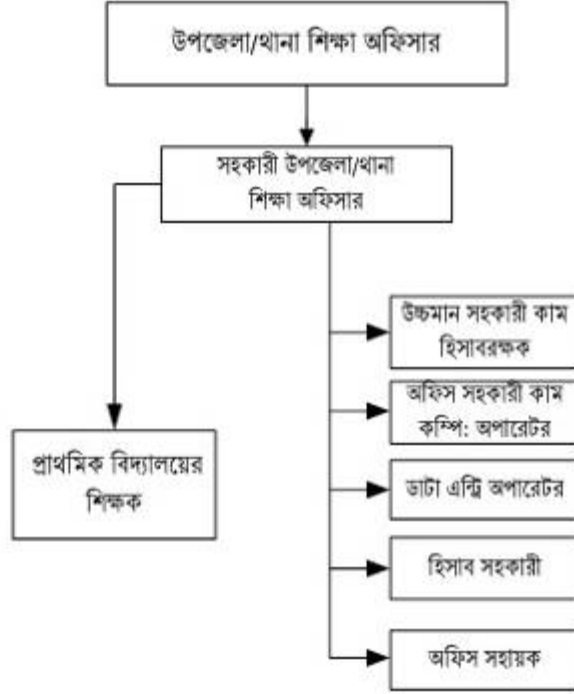 উপজেলা/থানা শিক্ষা অফিসার
সহকারী উপজেলা/থানা
শিক্ষা অফিসার
উচ্চমান সহকারী কাম
হিসাবরক্ষক
অফিস সহকারী কাম
কম্পি: অপারেটর
প্রাথমিক বিদ্যালয়ের
শিক্ষক
ডাটা এন্ট্রি অপারেটর
হিসাব সহকারী
অফিস সহায়ক